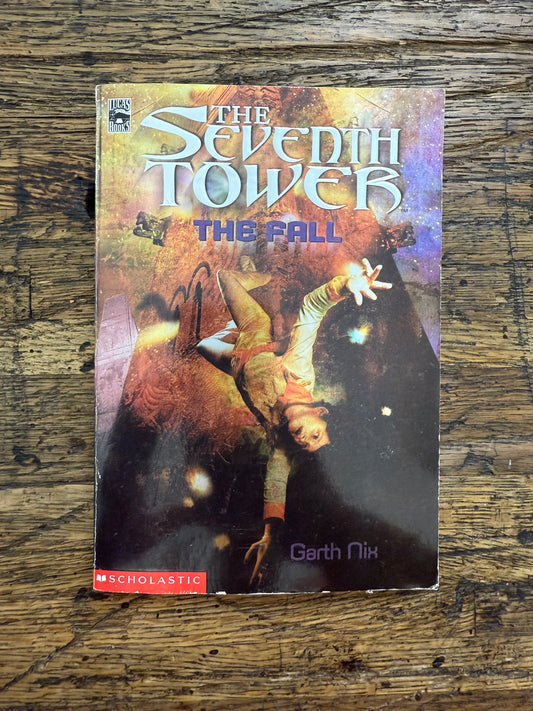 LUCAS
BOOKS
THE
SEVENTH
TOWER
THE FALL
Garth Nix
SCHOLASTIC